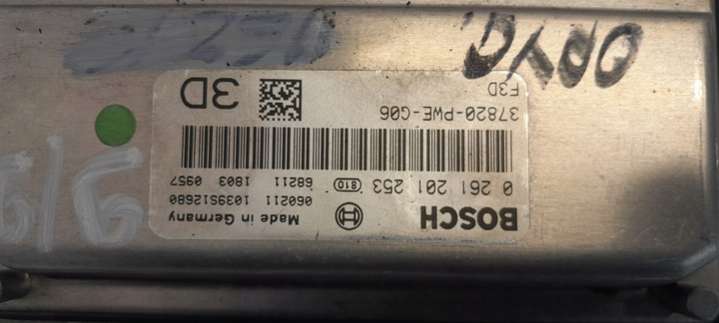 BOSCH
Made in Germany
060211 1039S12680
0 261 201 253 810 68211 1803 0957
37820-PWE-G06
F3D
3D